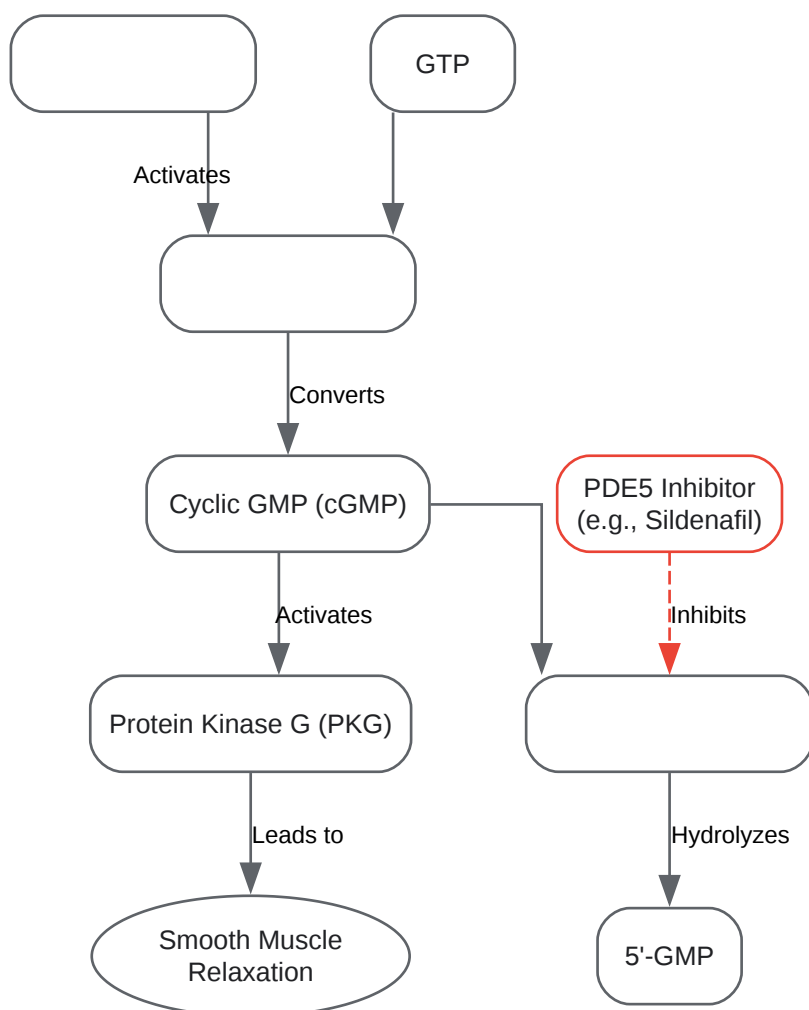 GTP
Activates
Converts
Cyclic GMP (cGMP)
PDE5 Inhibitor
(e.g., Sildenafil)
Activates
Inhibits
Protein Kinase G (PKG)
Leads to
Hydrolyzes
Smooth Muscle
Relaxation
5'-GMP